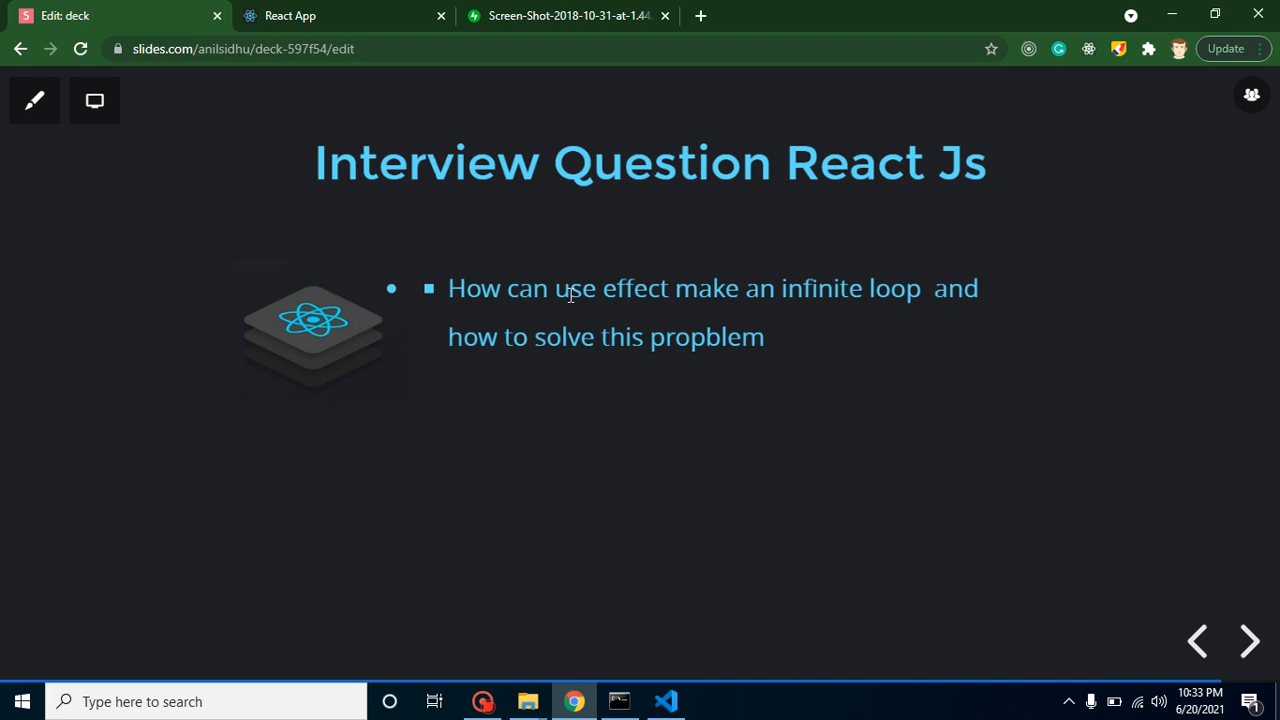 Edit: deck
React App
Screen-Shot-2018-10-31-at-1.44.
slides.com/anilsidhu/deck-597f54/edit
Update
Interview Question React Js
How can use effect make an infinite loop and
how to solve this propblem
Type here to search
10:33 PM
6/20/2021